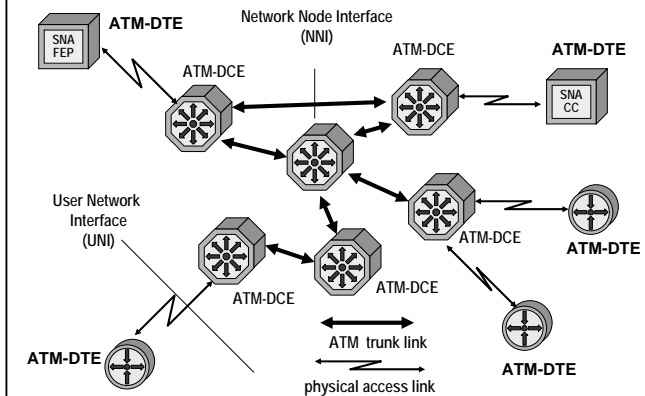 ATM-DTE
Network Node Interface
(NNI)
SNA
FEP
ATM-DCE
ATM-DCE
ATM-DTE
SNA
CC
User Network
Interface
(UNI)
ATM-DCE
ATM-DTE
ATM-DCE
ATM-DCE
ATM trunk link
ATM-DTE
ATM-DTE
physical access link